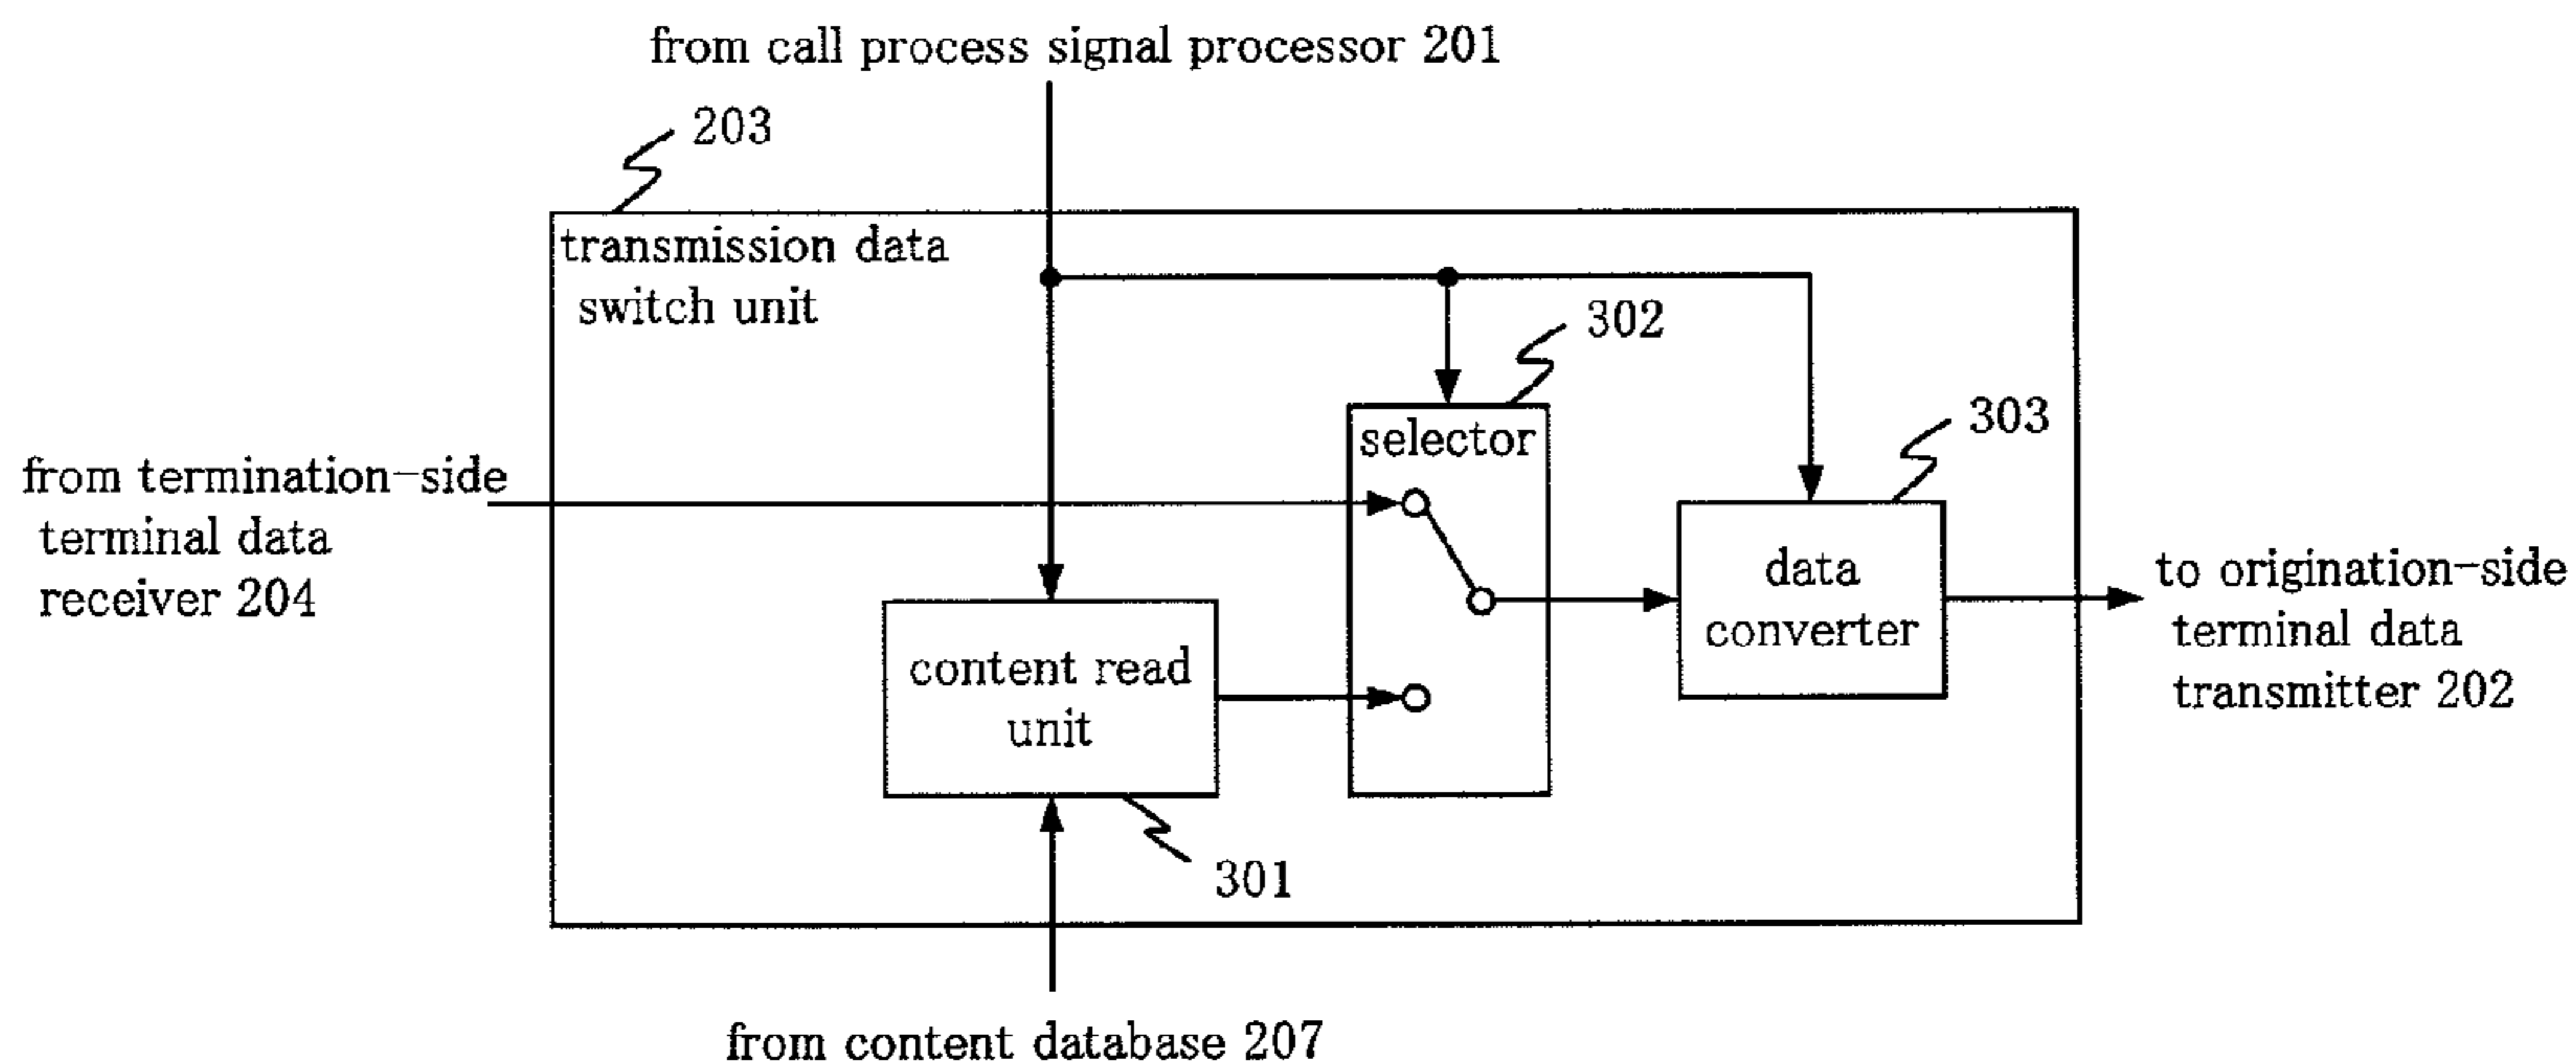 from call process signal processor 201
203
transmission data
switch unit
302
selector
303
from termination-side
terminal data
receiver 204
data
converter
to origination-side
terminal data
transmitter 202
content read
unit
301
from content database 207